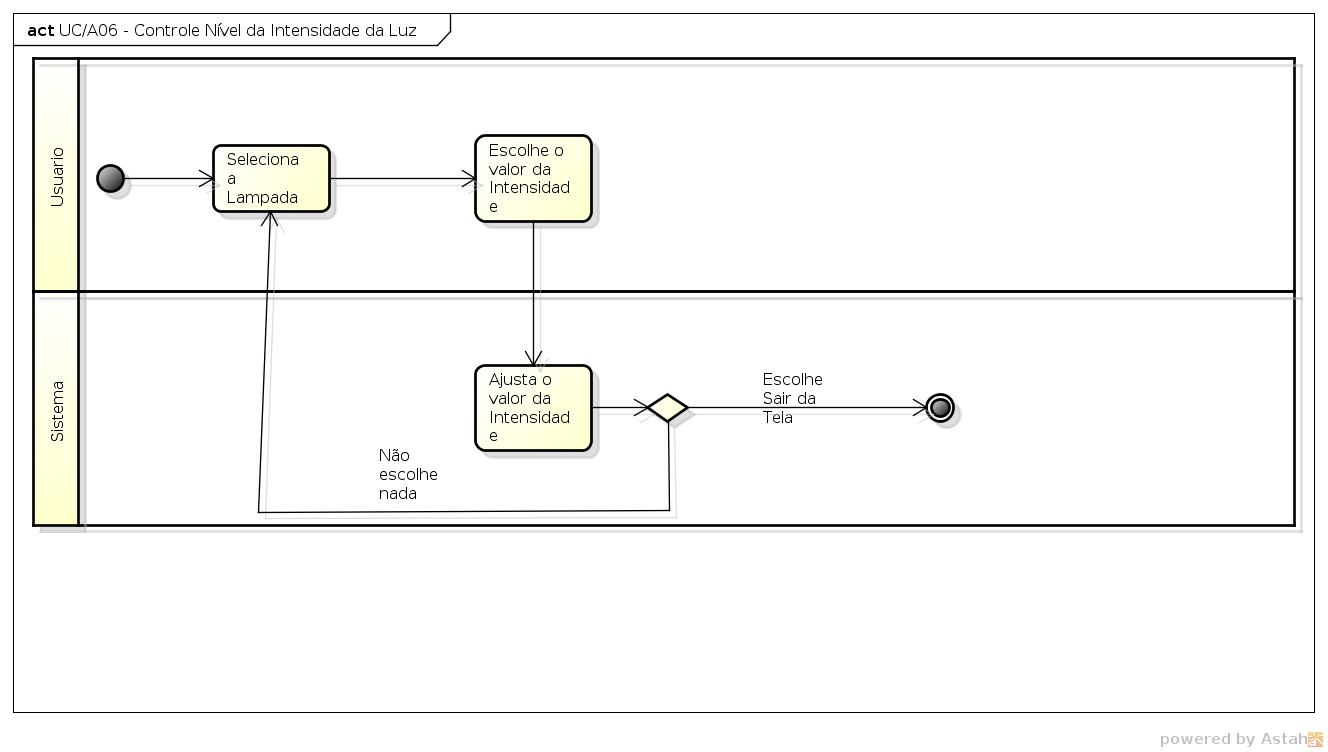 act UC/A06 - Controle Nível da Intensidade da Luz
Usuario
Seleciona
a
Lampada
Escolhe o
valor da
Intensidad
e
Sistema
Ajusta o
valor da
Intensidad
e
Escolhe
Sair da
Tela
Não
escolhe
nada
powered by Astah